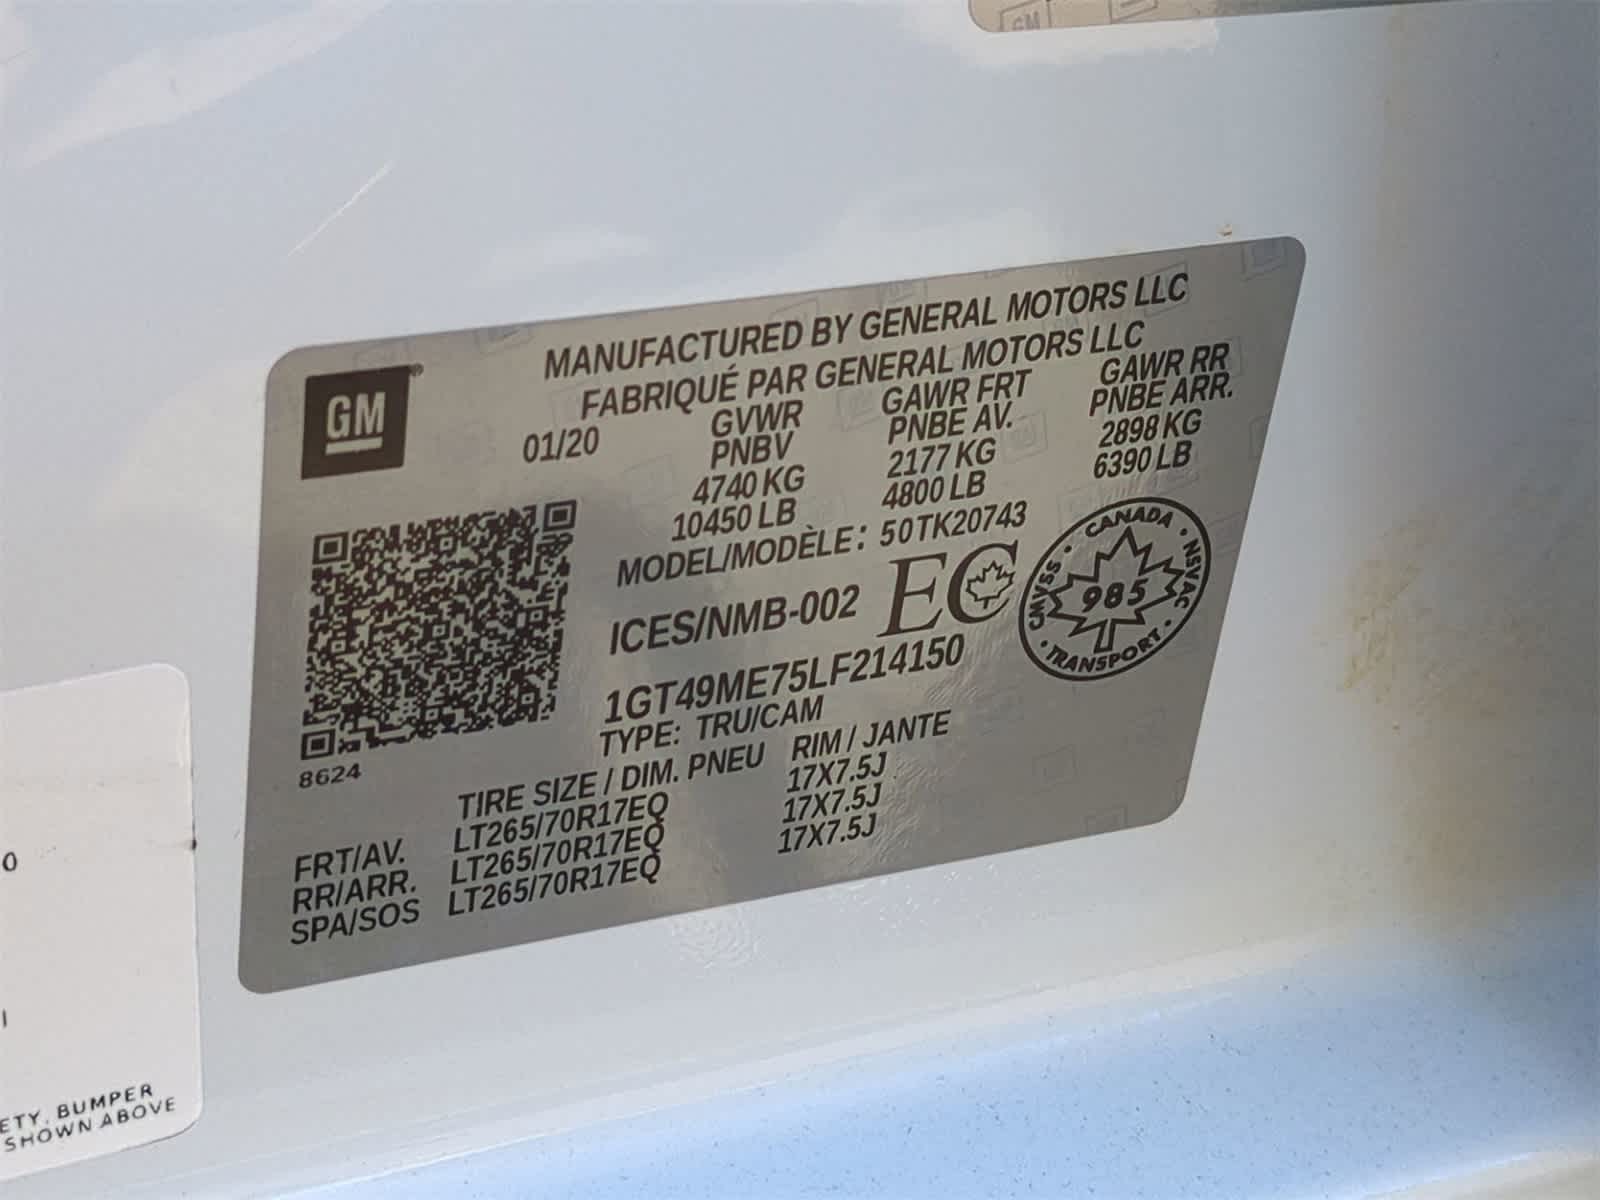 GM
MANUFACTURED BY GENERAL MOTORS LLC
FABRIQUÉ PAR GENERAL MOTORS LLC
GM®
01/20
GVWR GAWR FRT GAWR RR
PNBV PNBE AV. PNBE ARR.
4740 KG 2177 KG 2898 KG
10450 LB 4800 LB 6390 LB
MODEL/MODÈLE: 50TK20743
ICES/NMB-002 EC
CANADA · NSVAC · TRANSPORT · CMVSS ·
985
1GT49ME75LF214150
TYPE: TRU/CAM
8624
TIRE SIZE / DIM. PNEU RIM / JANTE
FRT/AV. LT265/70R17EQ 17X7.5J
RR/ARR. LT265/70R17EQ 17X7.5J
SPA/SOS LT265/70R17EQ 17X7.5J
0
ETY, BUMPER
SHOWN ABOVE